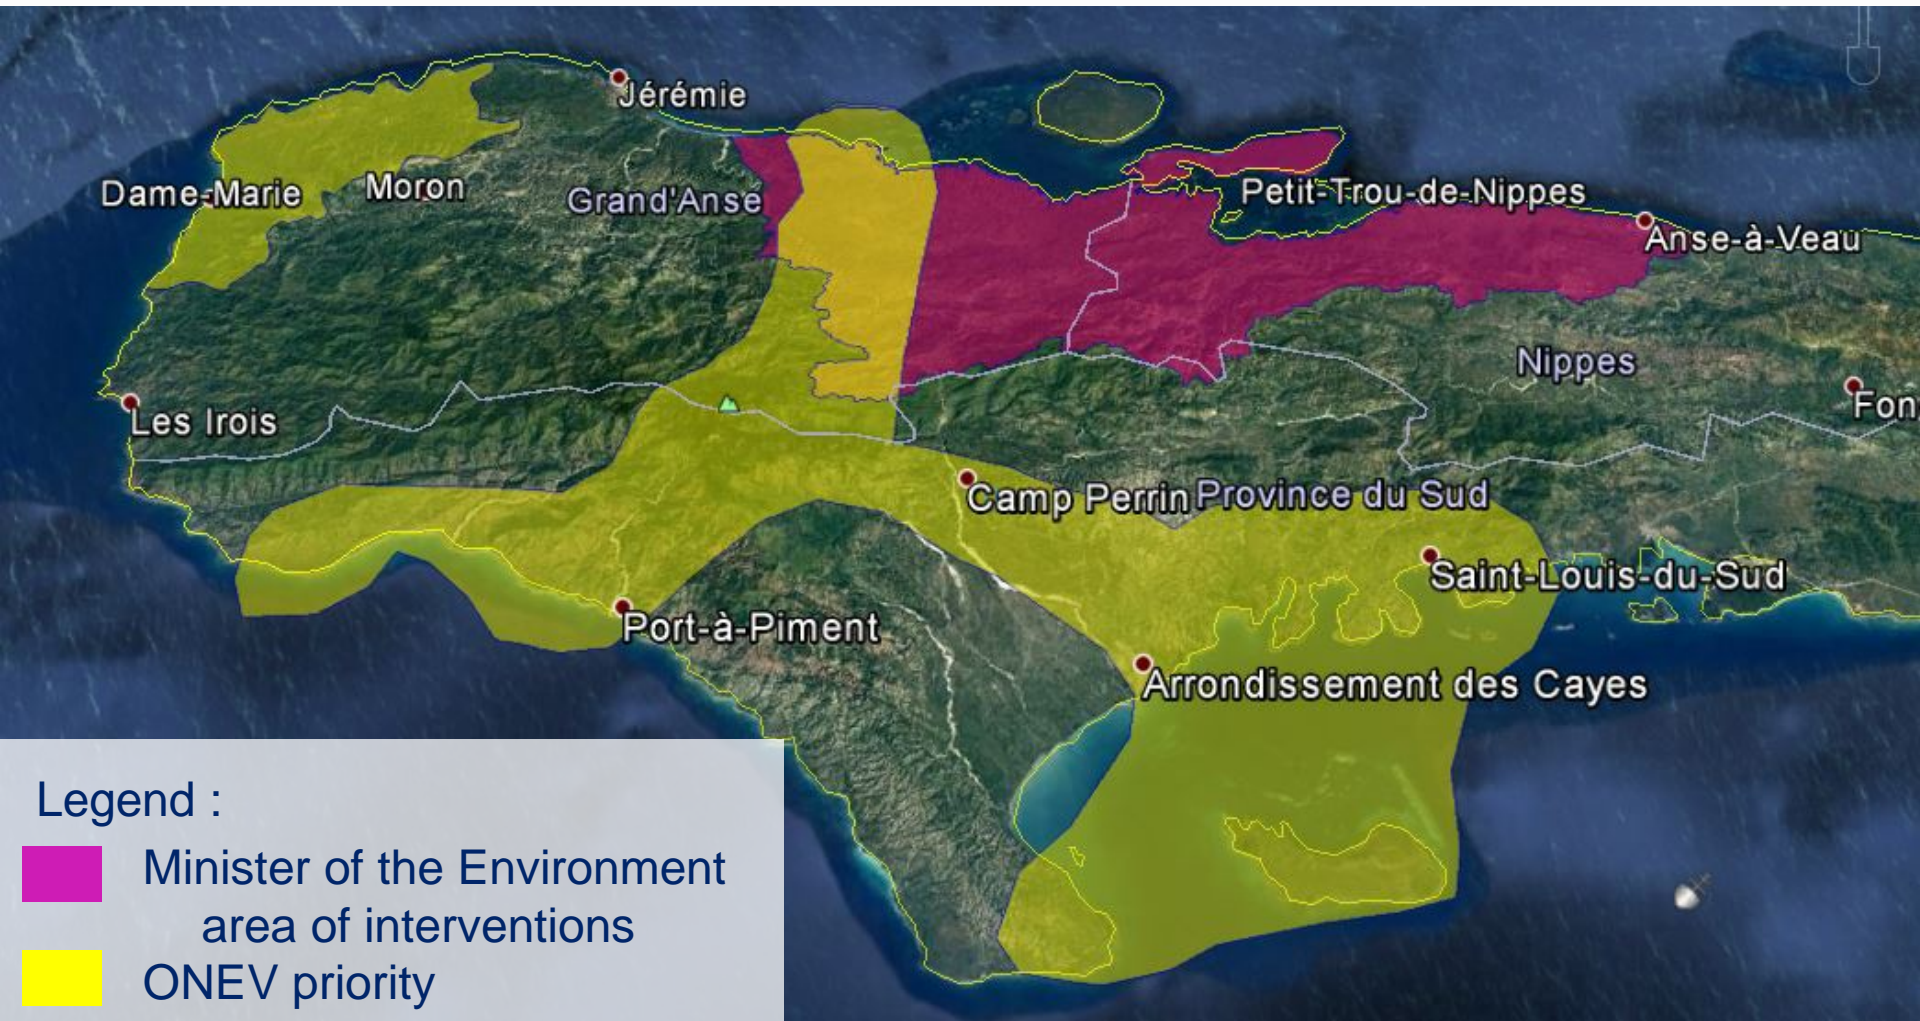 Jérémie
Dame-Marie
Moron
Grand'Anse
Petit-Trou-de-Nippes
Anse-à-Veau
Nippes
Les Irois
Fon
Camp Perrin
Province du Sud
Saint-Louis-du-Sud
Port-à-Piment
Arrondissement des Cayes
Legend :
Minister of the Environment
area of interventions
ONEV priority